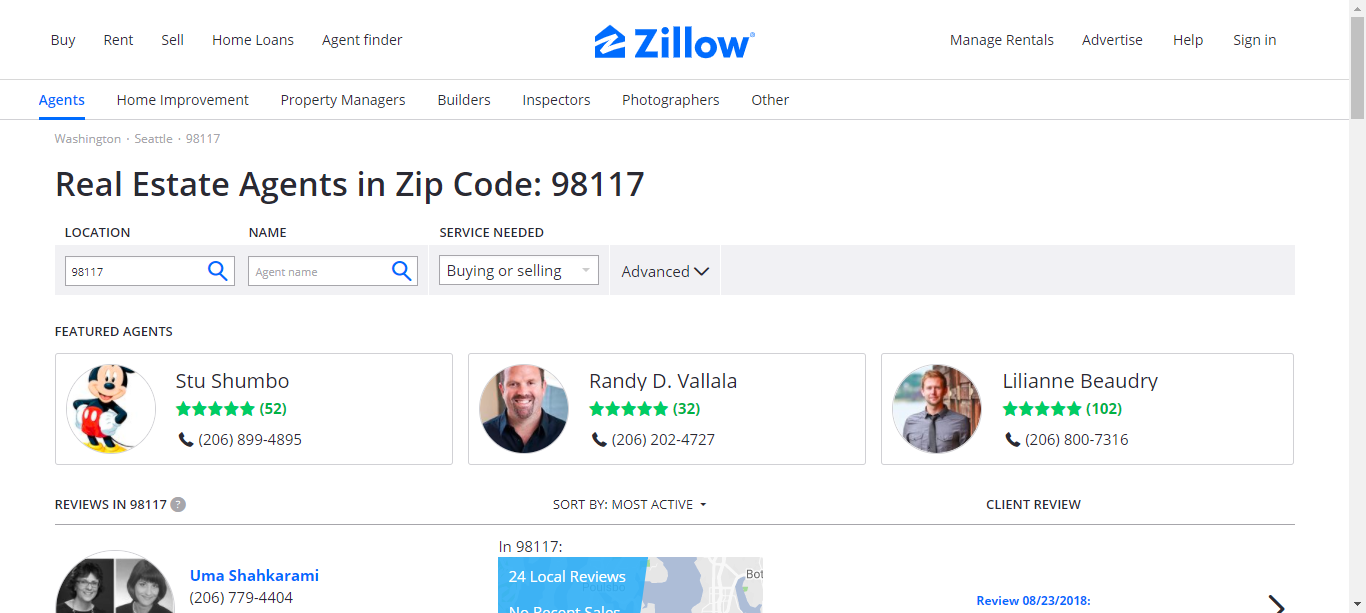 Buy Rent Sell Home Loans Agent finder Zillow® Manage Rentals Advertise Help Sign in
Agents Home Improvement Property Managers Builders Inspectors Photographers Other
Washington · Seattle · 98117
Real Estate Agents in Zip Code: 98117
LOCATION NAME SERVICE NEEDED
98117 Agent name Buying or selling Advanced
FEATURED AGENTS
Stu Shumbo
(52)
(206) 899-4895
Randy D. Vallala
(32)
(206) 202-4727
Lilianne Beaudry
(102)
(206) 800-7316
REVIEWS IN 98117 ? SORT BY: MOST ACTIVE CLIENT REVIEW
In 98117:
Uma Shahkarami
(206) 779-4404
24 Local Reviews
No Recent Sales
Bot
Review 08/23/2018: